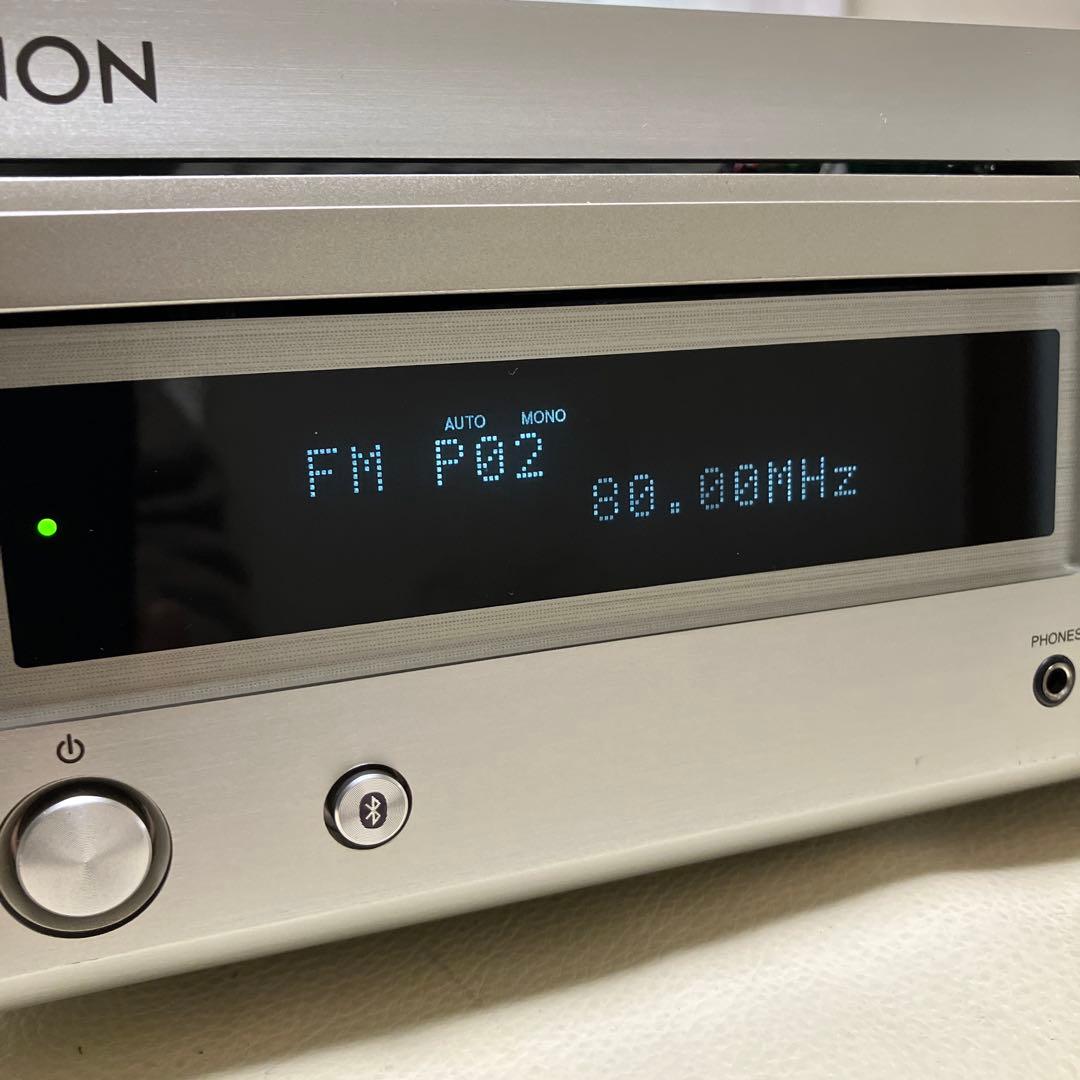 NON
AUTO MONO
FM P02
80.00MHz
PHONES